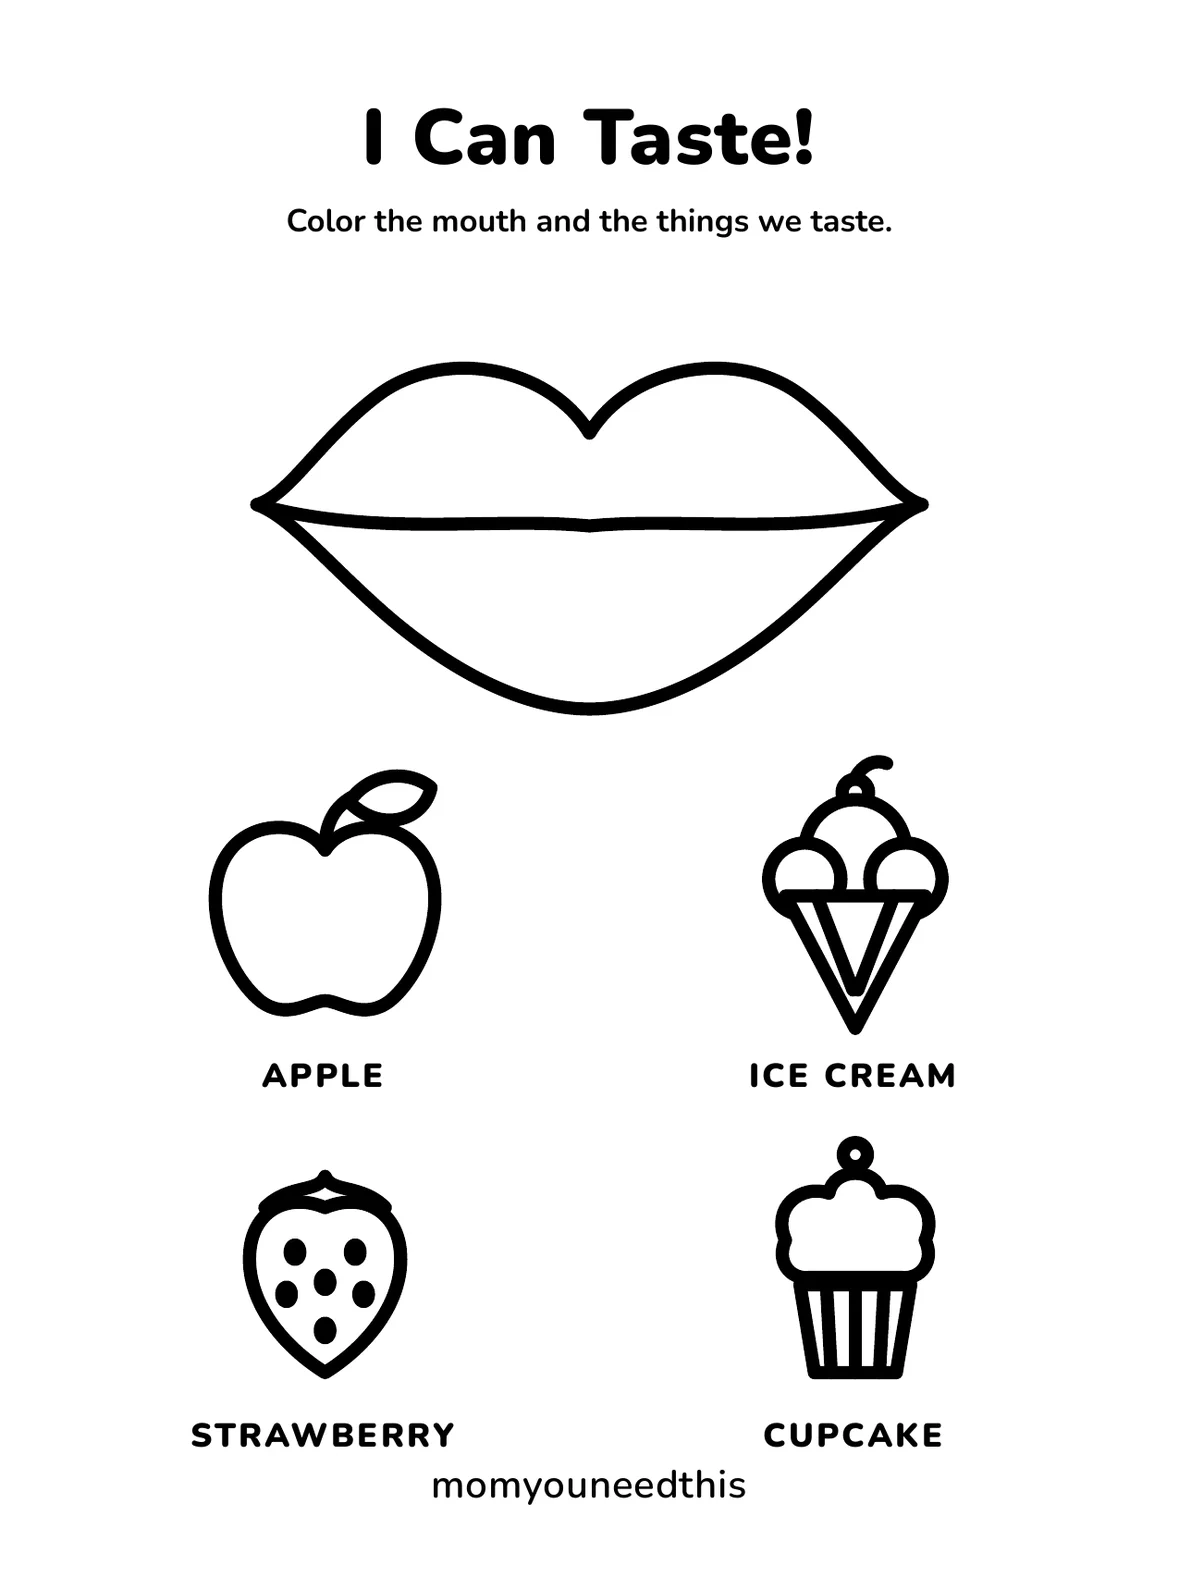 I Can Taste!
Color the mouth and the things we taste.
APPLE
ICE CREAM
STRAWBERRY
CUPCAKE
momyouneedthis